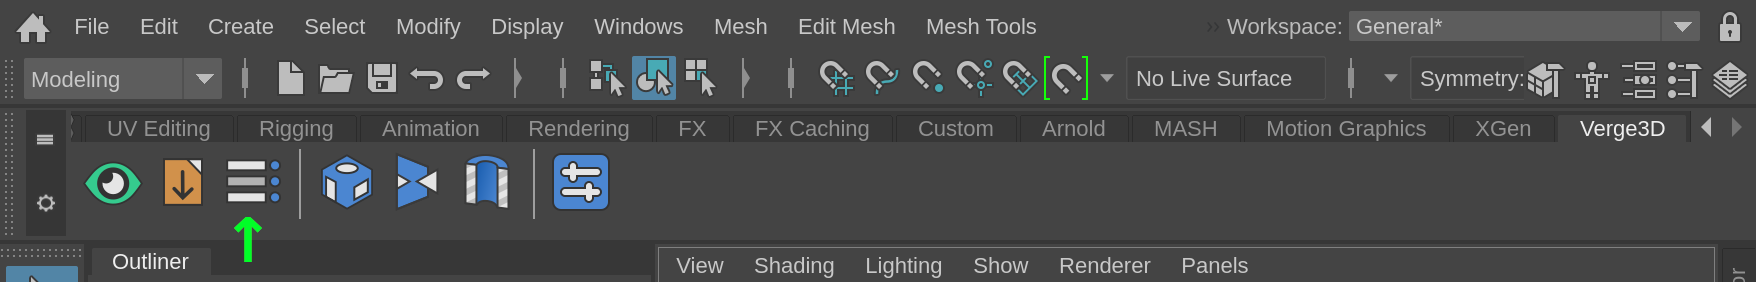 File Edit Create Select Modify Display Windows Mesh Edit Mesh Mesh Tools Workspace: General*
Modeling No Live Surface Symmetry:
UV Editing Rigging Animation Rendering FX FX Caching Custom Arnold MASH Motion Graphics XGen Verge3D
Outliner View Shading Lighting Show Renderer Panels